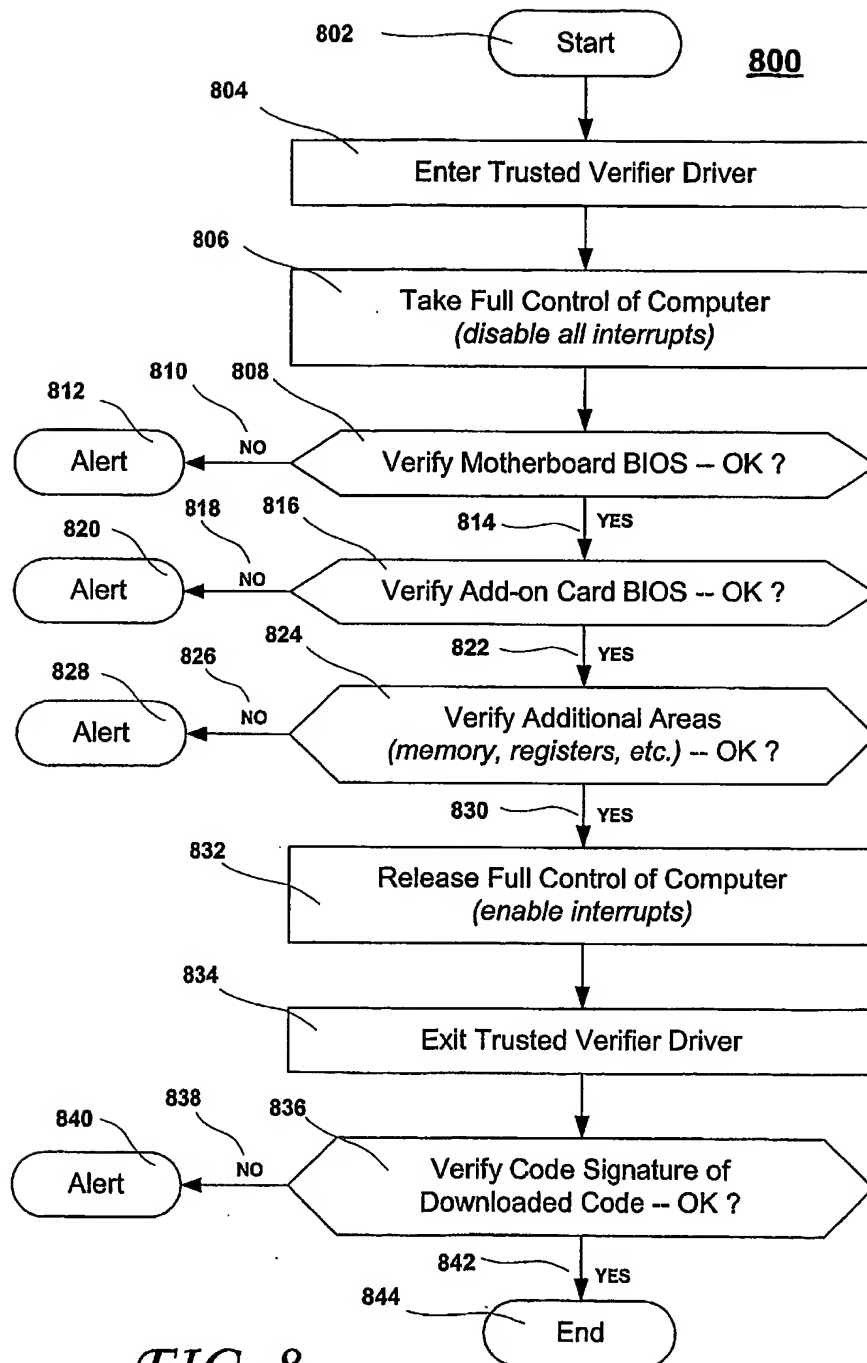 802
Start
800
804
Enter Trusted Verifier Driver
806
Take Full Control of Computer
(disable all interrupts)
810
808
812
Alert
NO
Verify Motherboard BIOS -- OK ?
814
YES
818
816
820
Alert
NO
Verify Add-on Card BIOS -- OK ?
824
822
YES
826
828
Alert
NO
Verify Additional Areas
(memory, registers, etc.) -- OK ?
830
YES
832
Release Full Control of Computer
(enable interrupts)
834
Exit Trusted Verifier Driver
838
836
840
Alert
NO
Verify Code Signature of
Downloaded Code -- OK ?
842
YES
844
End
FIG. 8